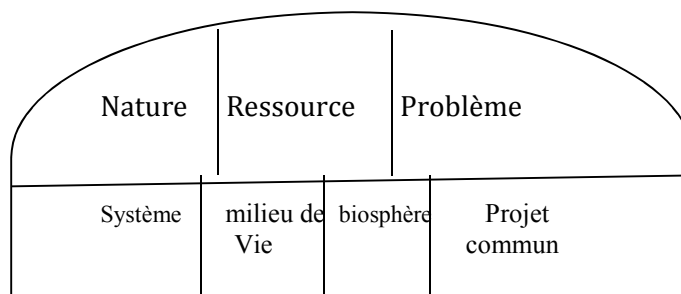 Nature Ressource Problème
Système milieu de Vie biosphère Projet commun